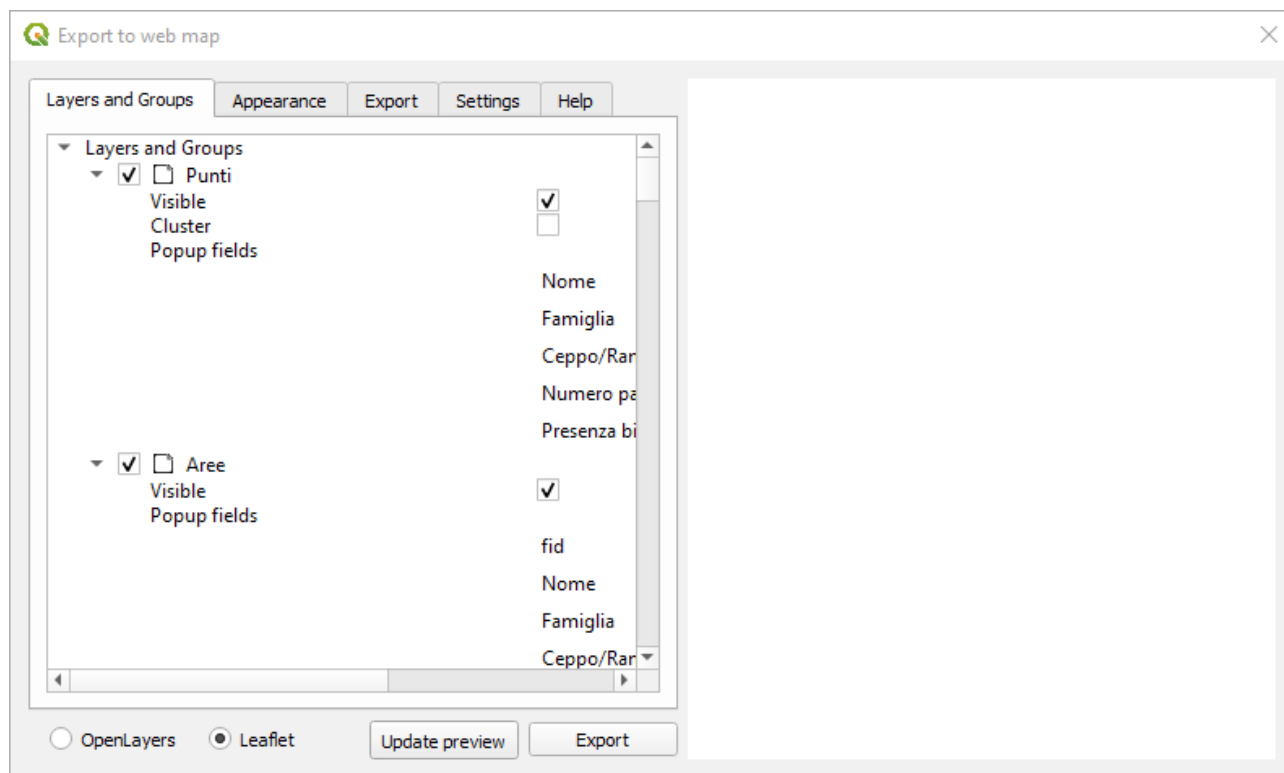 Export to web map
Layers and Groups Appearance Export Settings Help
Layers and Groups
Punti
Visible
Cluster
Popup fields
Nome
Famiglia
Ceppo/Ran
Numero pa
Presenza bi
Aree
Visible
Popup fields
fid
Nome
Famiglia
Ceppo/Ran
OpenLayers Leaflet Update preview Export